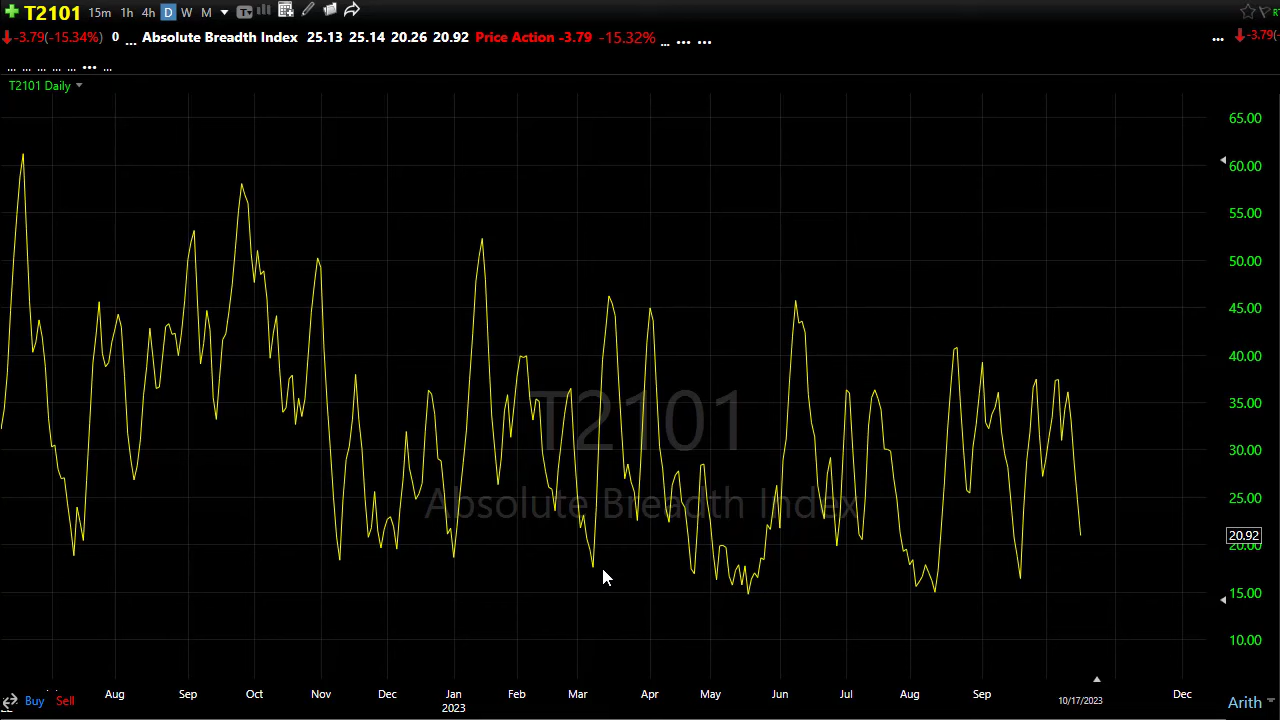 T2101 15m 1h 4h D W M T
-3.79(-15.34%) 0 ... Absolute Breadth Index 25.13 25.14 20.26 20.92 Price Action -3.79 -15.32% ... ... ... ... -3.79(-
... ... ... ... ... ... ...
T2101 Daily
65.00
60.00
55.00
50.00
45.00
40.00
35.00
30.00
25.00
20.92
20.00
15.00
10.00
T2101
Absolute Breadth Index
Aug Sep Oct Nov Dec Jan Feb Mar Apr May Jun Jul Aug Sep 10/17/2023 Dec
2023
Buy Sell
Arith